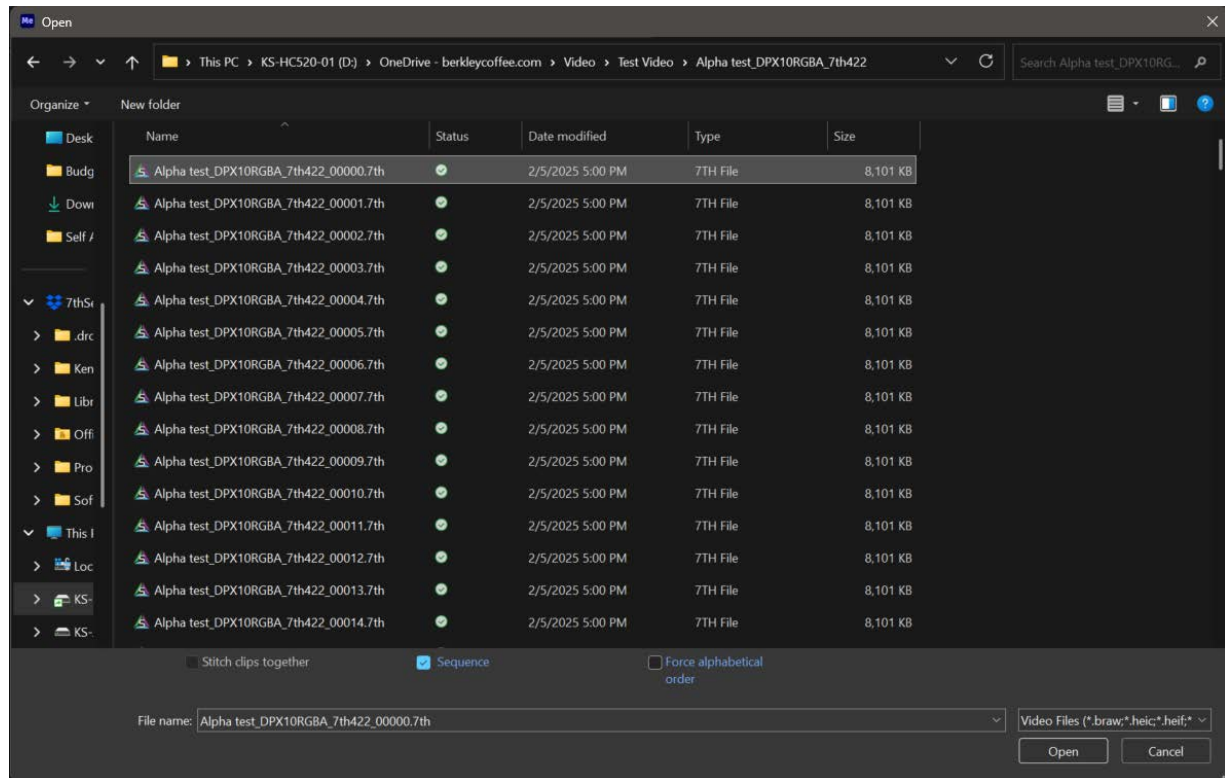 Me Open
This PC > KS-HC520-01 (D:) > OneDrive - berkleycoffee.com > Video > Test Video > Alpha test_DPX10RGBA_7th422
Search Alpha test_DPX10RG...
Organize New folder
Name Status Date modified Type Size
Desk
Budg
Dowr
Self A
7thSe
.drc
Ken
Libr
Offi
Pro
Sof
This I
Loc
KS-
KS-.
Alpha test_DPX10RGBA_7th422_00000.7th 2/5/2025 5:00 PM 7TH File 8,101 KB
Alpha test_DPX10RGBA_7th422_00001.7th 2/5/2025 5:00 PM 7TH File 8,101 KB
Alpha test_DPX10RGBA_7th422_00002.7th 2/5/2025 5:00 PM 7TH File 8,101 KB
Alpha test_DPX10RGBA_7th422_00003.7th 2/5/2025 5:00 PM 7TH File 8,101 KB
Alpha test_DPX10RGBA_7th422_00004.7th 2/5/2025 5:00 PM 7TH File 8,101 KB
Alpha test_DPX10RGBA_7th422_00005.7th 2/5/2025 5:00 PM 7TH File 8,101 KB
Alpha test_DPX10RGBA_7th422_00006.7th 2/5/2025 5:00 PM 7TH File 8,101 KB
Alpha test_DPX10RGBA_7th422_00007.7th 2/5/2025 5:00 PM 7TH File 8,101 KB
Alpha test_DPX10RGBA_7th422_00008.7th 2/5/2025 5:00 PM 7TH File 8,101 KB
Alpha test_DPX10RGBA_7th422_00009.7th 2/5/2025 5:00 PM 7TH File 8,101 KB
Alpha test_DPX10RGBA_7th422_00010.7th 2/5/2025 5:00 PM 7TH File 8,101 KB
Alpha test_DPX10RGBA_7th422_00011.7th 2/5/2025 5:00 PM 7TH File 8,101 KB
Alpha test_DPX10RGBA_7th422_00012.7th 2/5/2025 5:00 PM 7TH File 8,101 KB
Alpha test_DPX10RGBA_7th422_00013.7th 2/5/2025 5:00 PM 7TH File 8,101 KB
Alpha test_DPX10RGBA_7th422_00014.7th 2/5/2025 5:00 PM 7TH File 8,101 KB
Stitch clips together Sequence Force alphabetical
order
File name: Alpha test_DPX10RGBA_7th422_00000.7th Video Files (*.braw;*.heic;*.heif;*
Open Cancel